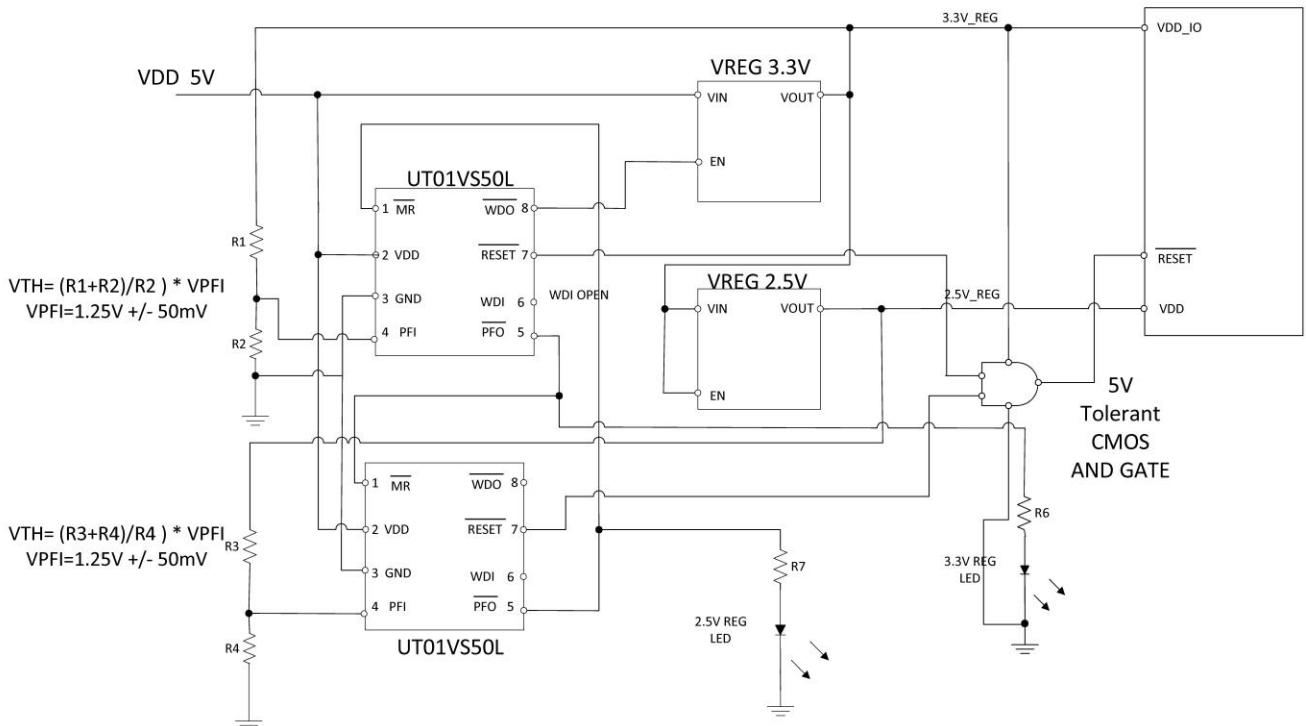 3.3V_REG
VDD_IO
VDD 5V
VREG 3.3V
VIN
VOUT
EN
UT01VS50L
1 MR
WDO 8
R1
2 VDD
RESET 7
RESET
VTH= (R1+R2)/R2 ) * VPFI
VPFI=1.25V +/- 50mV
3 GND
WDI 6
WDI OPEN
VREG 2.5V
2.5V_REG
VIN
VOUT
VDD
R2
4 PFI
PFO 5
EN
5V
Tolerant
CMOS
AND GATE
1 MR
WDO 8
VTH= (R3+R4)/R4 ) * VPFI
VPFI=1.25V +/- 50mV
R3
2 VDD
RESET 7
R6
3 GND
WDI 6
R7
3.3V REG
LED
4 PFI
PFO 5
2.5V REG
LED
R4
UT01VS50L